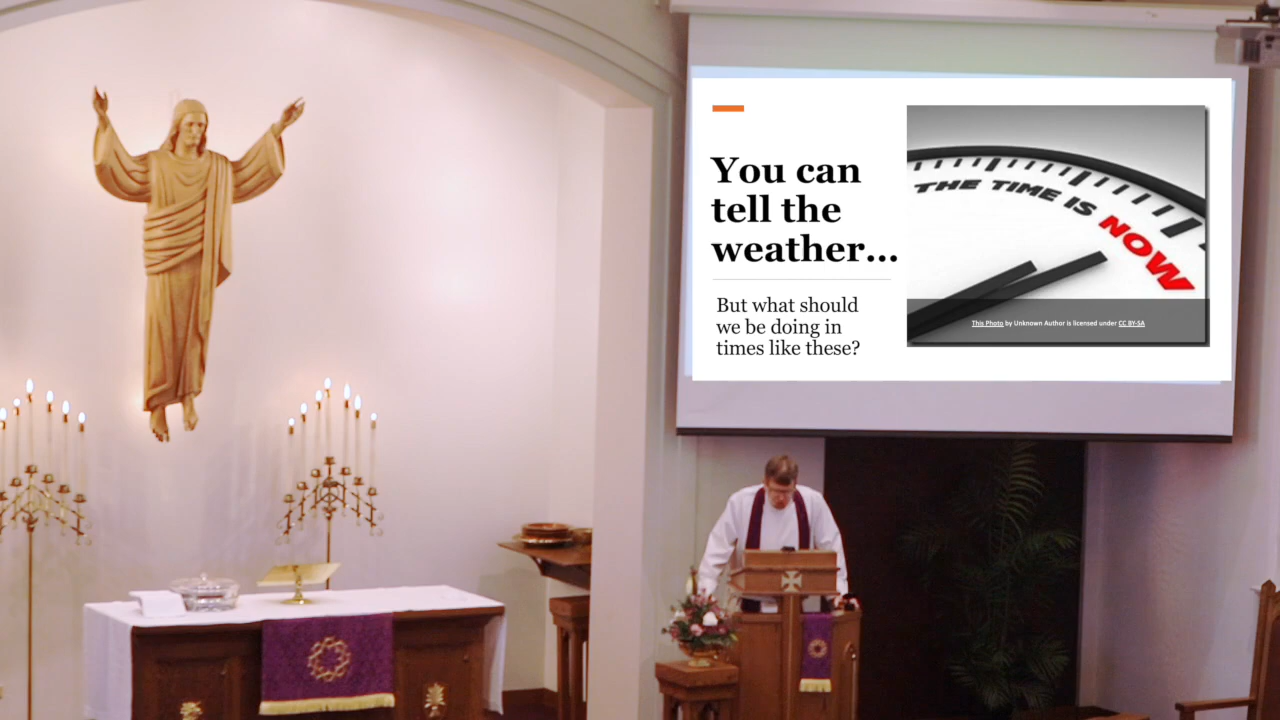 You can
tell the
weather...
But what should
we be doing in
times like these?
THE TIME IS NOW
This Photo by Unknown Author is licensed under CC BY-SA